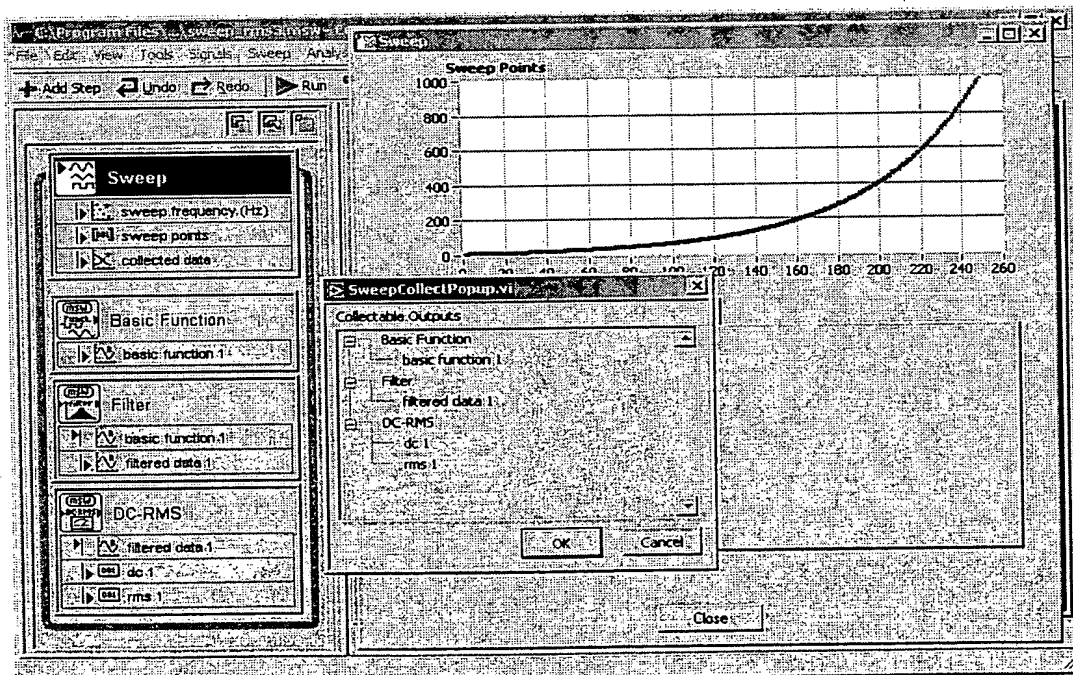 C:\Program Files\...\sweep-rms1.msw
File Edit View Tools Signals Sweep Analy
Add Step Undo Redo Run
Sweep
sweep frequency (Hz)
sweep points
collected data
Basic Function
basic function 1
Filter
basic function 1
filtered data 1
DC-RMS
filtered data 1
dc 1
rms 1
Sweep
Sweep Points
1000
800
600
400
200
0
0 20 40 60 80 100 120 140 160 180 200 220 240 260
SweepCollectPopup.vi
Collectable Outputs
Basic Function
basic function 1
Filter
filtered data 1
DC-RMS
dc 1
rms 1
OK Cancel
Close